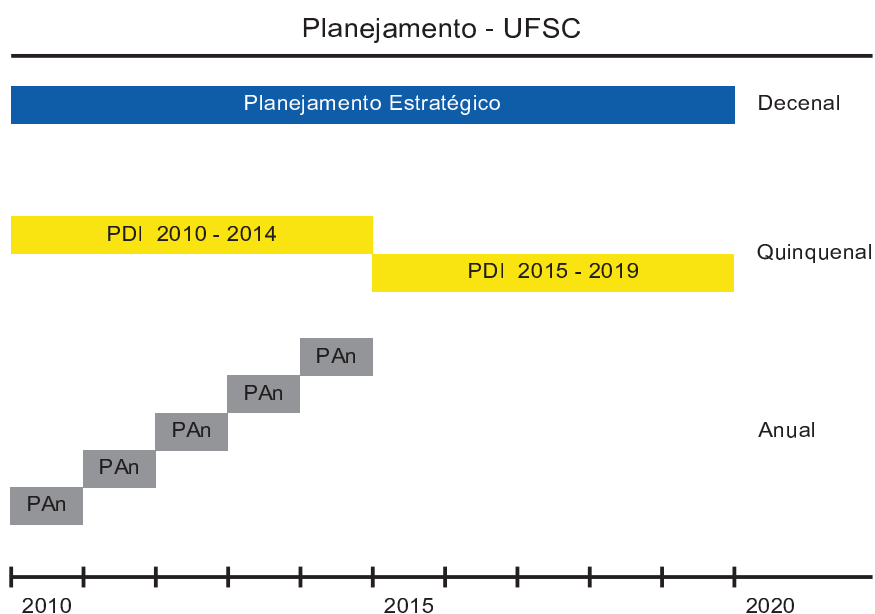 Planejamento - UFSC
Planejamento Estratégico
Decenal
PDI 2010 - 2014
Quinquenal
PDI 2015 - 2019
PAn
PAn
PAn
Anual
PAn
PAn
2010
2015
2020